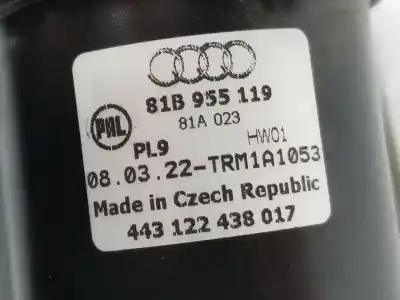 81B 955 119
81A 023
PAL
PL9 HW01
08.03.22-TRM1A1053
Made in Czech Republic
443 122 438 017